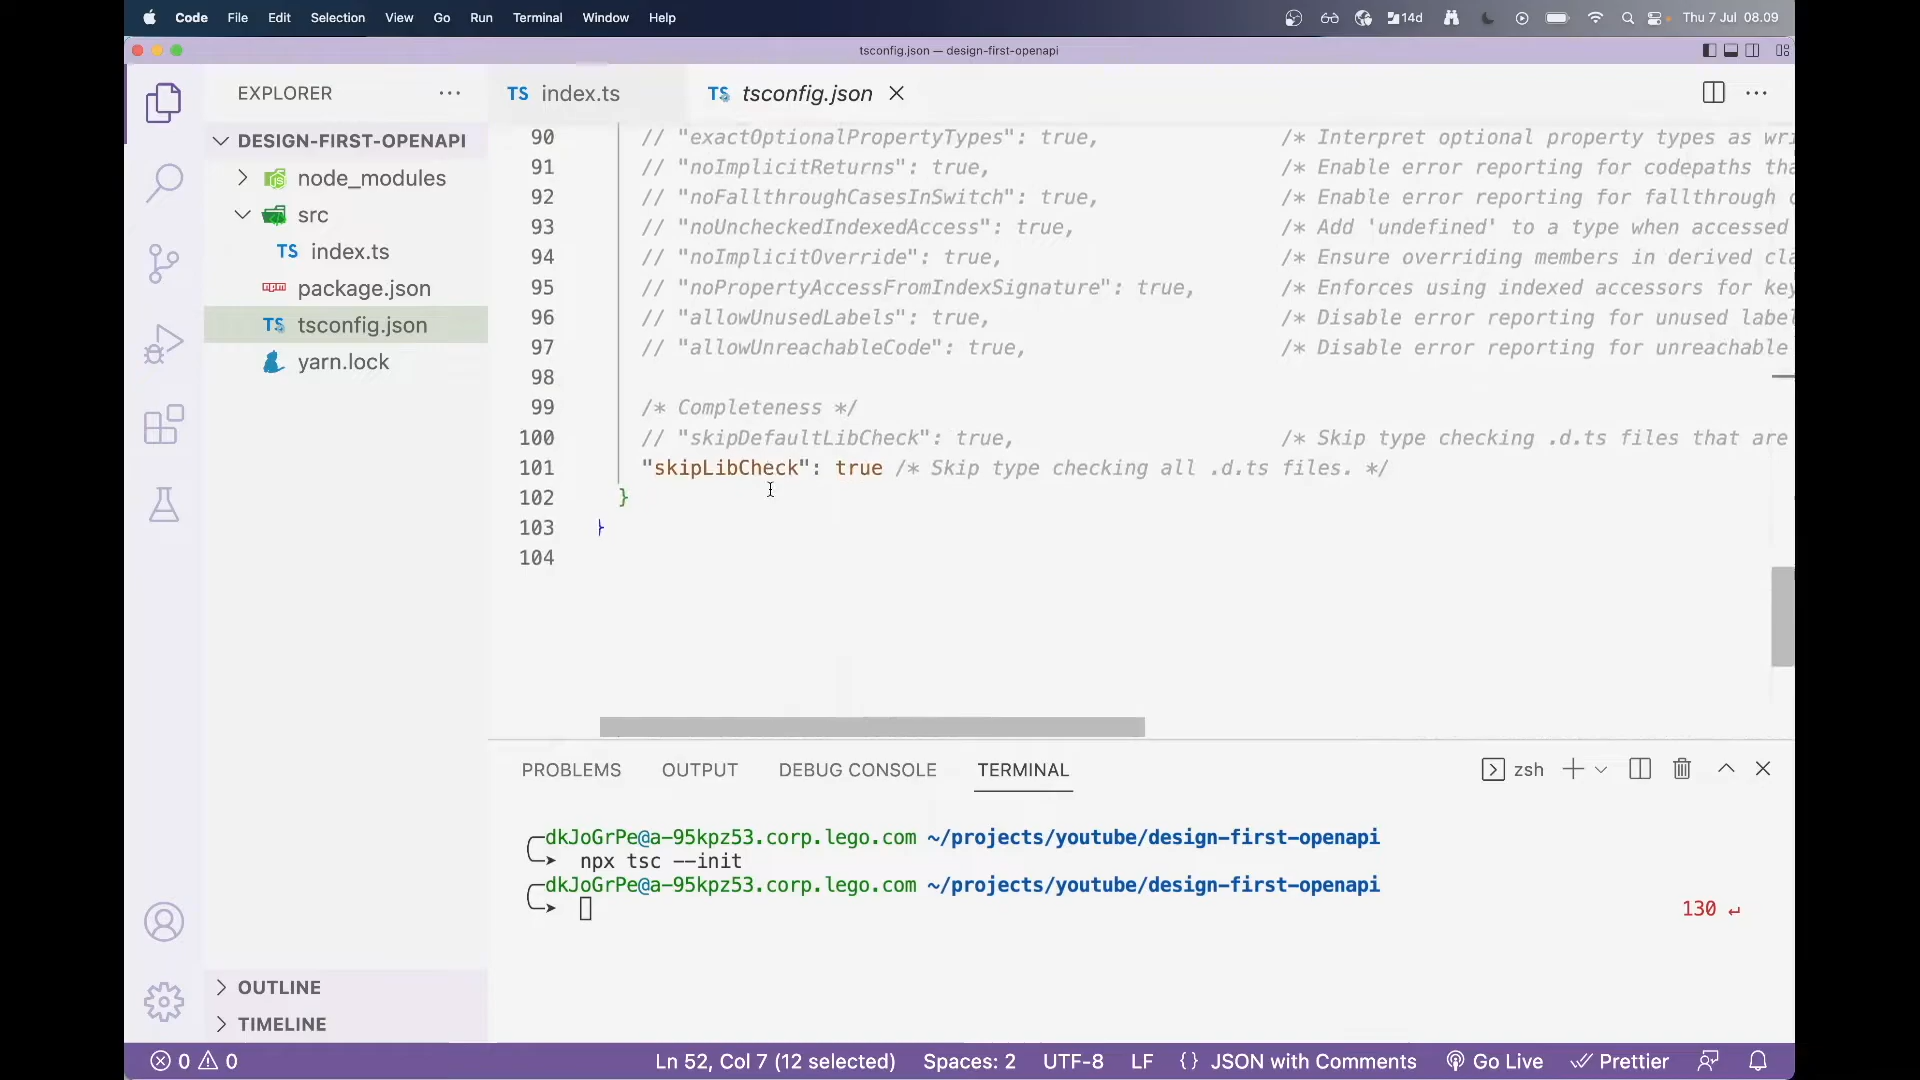 Code File Edit Selection View Go Run Terminal Window Help 14d Thu 7 Jul 08.09
tsconfig.json — design-first-openapi
EXPLORER
TS index.ts
TS tsconfig.json
DESIGN-FIRST-OPENAPI
node_modules
src
TS index.ts
package.json
TS tsconfig.json
yarn.lock
OUTLINE
TIMELINE
90 // "exactOptionalPropertyTypes": true, /* Interpret optional property types as wri
91 // "noImplicitReturns": true, /* Enable error reporting for codepaths tha
92 // "noFallthroughCasesInSwitch": true, /* Enable error reporting for fallthrough c
93 // "noUncheckedIndexedAccess": true, /* Add 'undefined' to a type when accessed
94 // "noImplicitOverride": true, /* Ensure overriding members in derived cla
95 // "noPropertyAccessFromIndexSignature": true, /* Enforces using indexed accessors for key
96 // "allowUnusedLabels": true, /* Disable error reporting for unused labe
97 // "allowUnreachableCode": true, /* Disable error reporting for unreachable
98
99 /* Completeness */
100 // "skipDefaultLibCheck": true, /* Skip type checking .d.ts files that are
101 "skipLibCheck": true /* Skip type checking all .d.ts files. */
102 }
103 }
104
PROBLEMS OUTPUT DEBUG CONSOLE TERMINAL zsh
dkJoGrPe@a-95kpz53.corp.lego.com ~/projects/youtube/design-first-openapi
npx tsc --init
dkJoGrPe@a-95kpz53.corp.lego.com ~/projects/youtube/design-first-openapi
130 ↵
0 0 Ln 52, Col 7 (12 selected) Spaces: 2 UTF-8 LF {} JSON with Comments Go Live Prettier